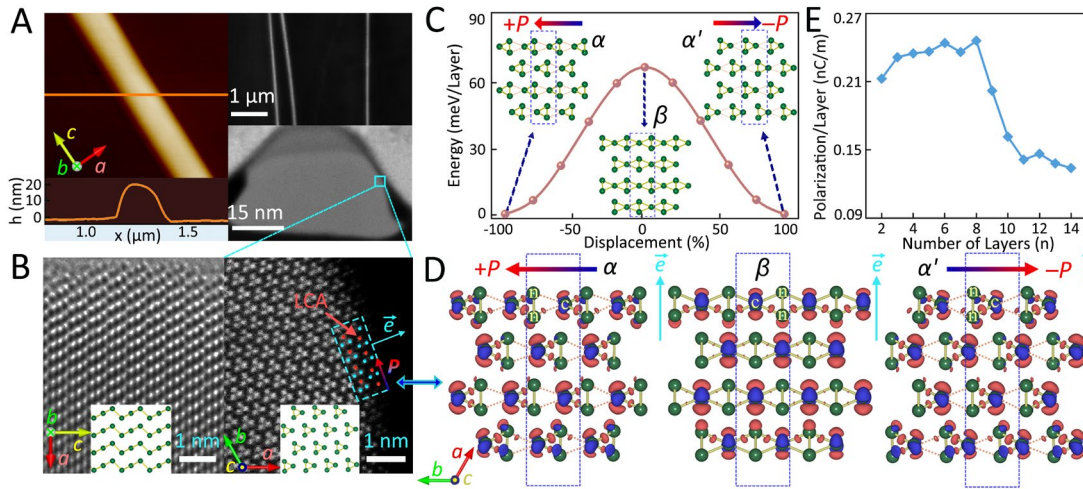 A
c
b
a
1 μm
h (nm)
20
10
0
1.0
1.5
x (μm)
15 nm
B
LCA
e
P
b
c
a
1 nm
b
c
a
1 nm
C
Energy (meV/Layer)
90
60
30
0
+P
α
α′
−P
β
-100
-50
0
50
100
Displacement (%)
E
Polarization/Layer (nC/m)
0.27
0.21
0.15
0.09
2
4
6
8
10
12
14
Number of Layers (n)
D
+P
α
n
c
n
e
β
n
c
n
e
α′
−P
n
c
n
a
b
c